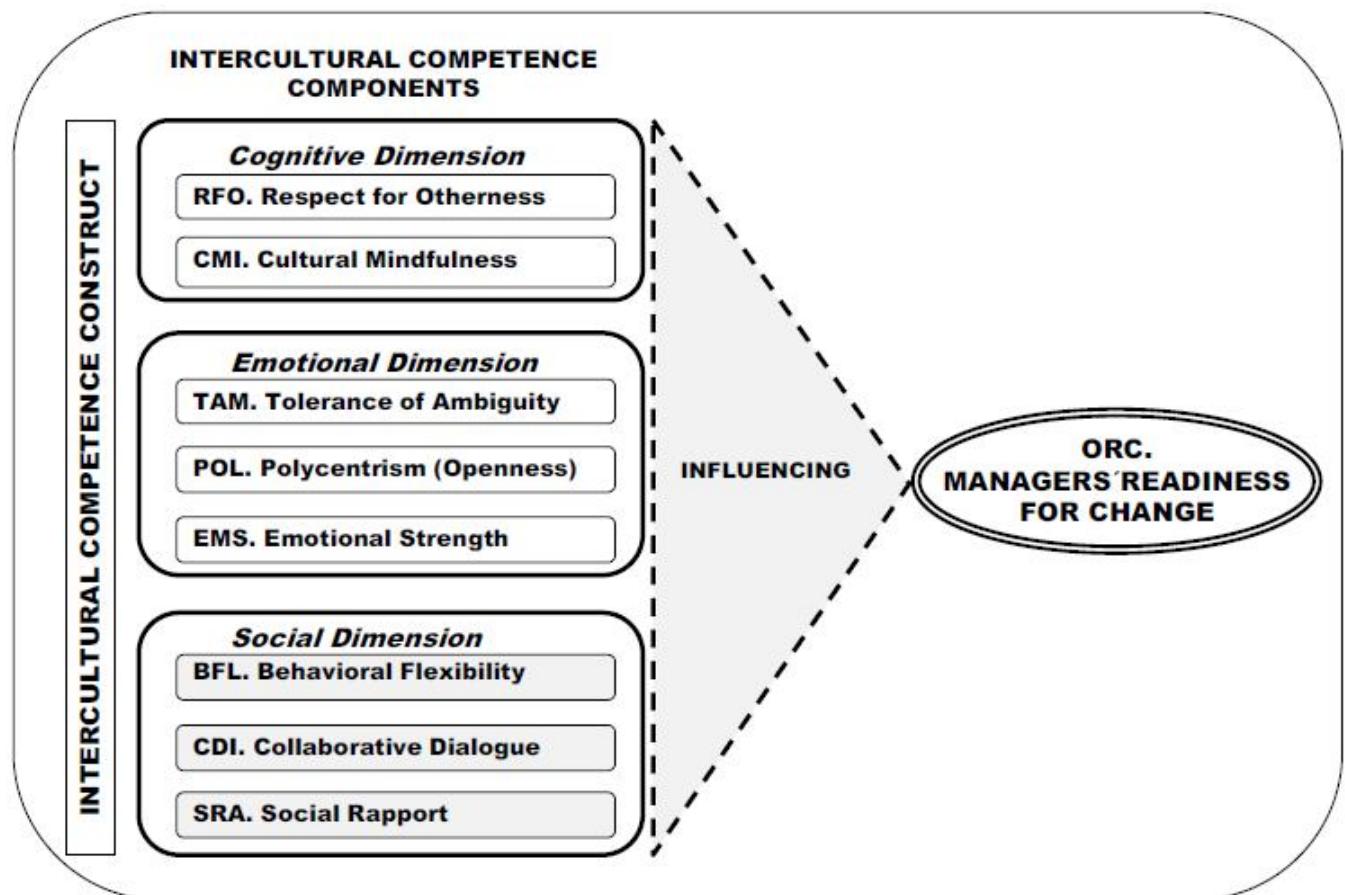 INTERCULTURAL COMPETENCE
COMPONENTS
INTERCULTURAL COMPETENCE CONSTRUCT
Cognitive Dimension
RFO. Respect for Otherness
CMI. Cultural Mindfulness
Emotional Dimension
TAM. Tolerance of Ambiguity
POL. Polycentrism (Openness)
EMS. Emotional Strength
Social Dimension
BFL. Behavioral Flexibility
CDI. Collaborative Dialogue
SRA. Social Rapport
INFLUENCING
ORC.
MANAGERS´READINESS
FOR CHANGE